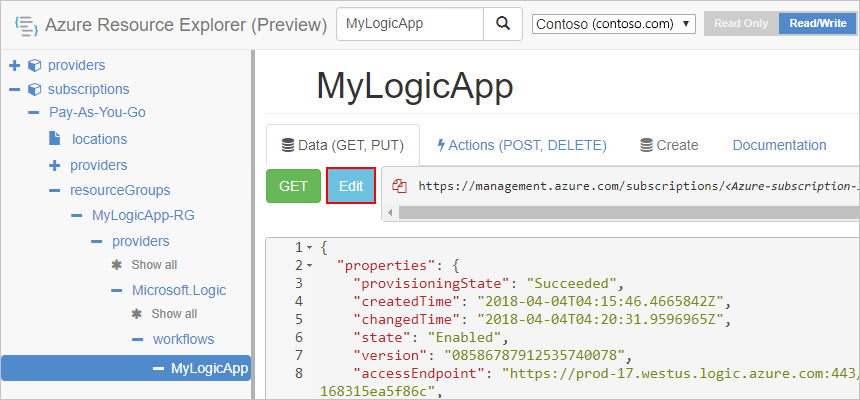 Azure Resource Explorer (Preview) MyLogicApp Contoso (contoso.com) Read Only Read/Write
providers
subscriptions
Pay-As-You-Go
locations
providers
resourceGroups
MyLogicApp-RG
providers
Show all
Microsoft.Logic
Show all
workflows
MyLogicApp
MyLogicApp
Data (GET, PUT) Actions (POST, DELETE) Create Documentation
GET Edit https://management.azure.com/subscriptions/<Azure-subscription-
1 {
2 "properties": {
3 "provisioningState": "Succeeded",
4 "createdTime": "2018-04-04T04:15:46.4665842Z",
5 "changedTime": "2018-04-04T04:20:31.9596965Z",
6 "state": "Enabled",
7 "version": "08586787912535740078",
8 "accessEndpoint": "https://prod-17.westus.logic.azure.com:443/
168315ea5f86c",